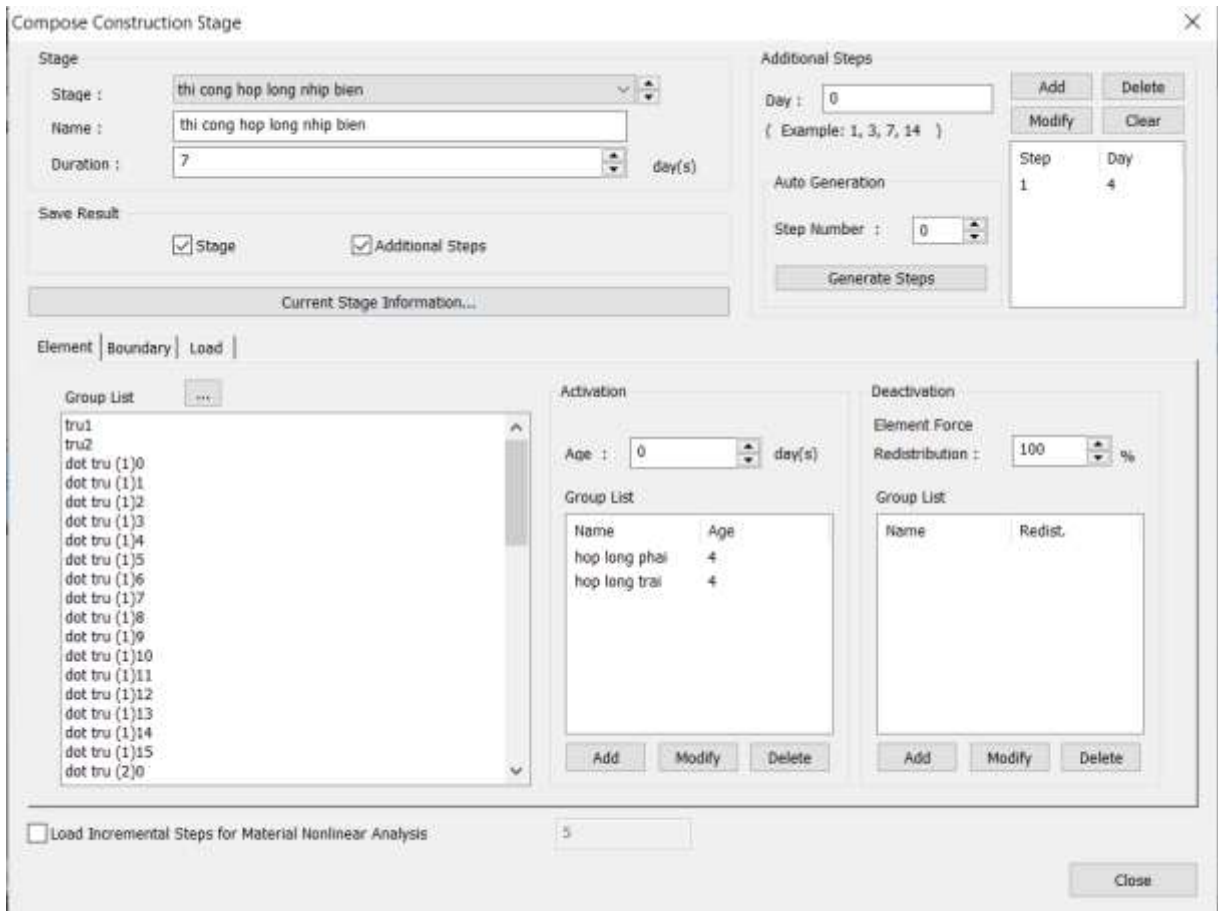 Compose Construction Stage
Stage
Stage : thi cong hop long nhip bien
Name : thi cong hop long nhip bien
Duration : 7 day(s)
Save Result
Stage Additional Steps
Current Stage Information...
Additional Steps
Day : 0
( Example: 1, 3, 7, 14 )
Add Delete
Modify Clear
Step Day
1 4
Auto Generation
Step Number : 0
Generate Steps
Element Boundary Load
Group List ...
tru1
tru2
dot tru (1)0
dot tru (1)1
dot tru (1)2
dot tru (1)3
dot tru (1)4
dot tru (1)5
dot tru (1)6
dot tru (1)7
dot tru (1)8
dot tru (1)9
dot tru (1)10
dot tru (1)11
dot tru (1)12
dot tru (1)13
dot tru (1)14
dot tru (1)15
dot tru (2)0
Activation
Age : 0 day(s)
Group List
Name Age
hop long phai 4
hop long trai 4
Add Modify Delete
Deactivation
Element Force
Redistribution : 100 %
Group List
Name Redist.
Add Modify Delete
Load Incremental Steps for Material Nonlinear Analysis 5
Close